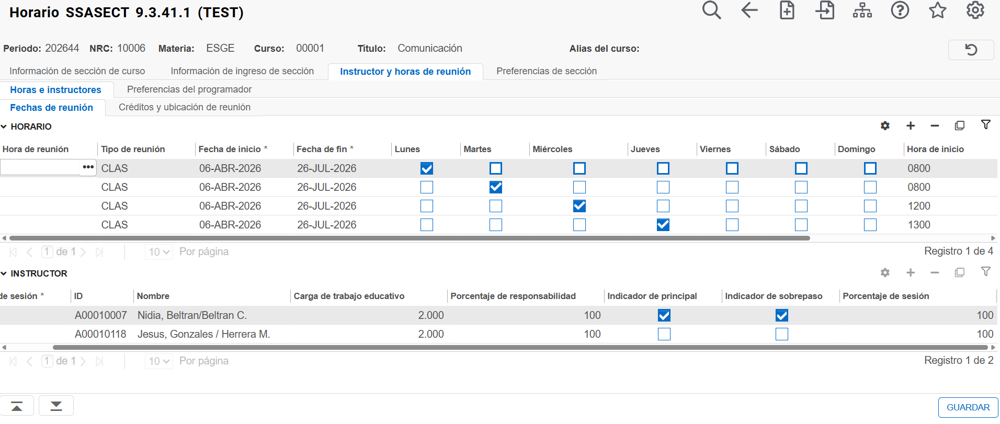 Horario SSASECT 9.3.41.1 (TEST)
Periodo: 202644 NRC: 10006 Materia: ESGE Curso: 00001 Título: Comunicación Alias del curso:
Información de sección de curso Información de ingreso de sección Instructor y horas de reunión Preferencias de sección
Horas e instructores Preferencias del programador
Fechas de reunión Créditos y ubicación de reunión
HORARIO
Hora de reunión Tipo de reunión Fecha de inicio * Fecha de fin * Lunes Martes Miércoles Jueves Viernes Sábado Domingo Hora de inicio
CLAS 06-ABR-2026 26-JUL-2026 0800
CLAS 06-ABR-2026 26-JUL-2026 0800
CLAS 06-ABR-2026 26-JUL-2026 1200
CLAS 06-ABR-2026 26-JUL-2026 1300
1 de 1 10 Por página Registro 1 de 4
INSTRUCTOR
de sesión * ID Nombre Carga de trabajo educativo Porcentaje de responsabilidad Indicador de principal Indicador de sobrepaso Porcentaje de sesión
A00010007 Nidia, Beltran/Beltran C. 2.000 100 100
A00010118 Jesus, Gonzales / Herrera M. 2.000 100 100
1 de 1 10 Por página Registro 1 de 2
GUARDAR